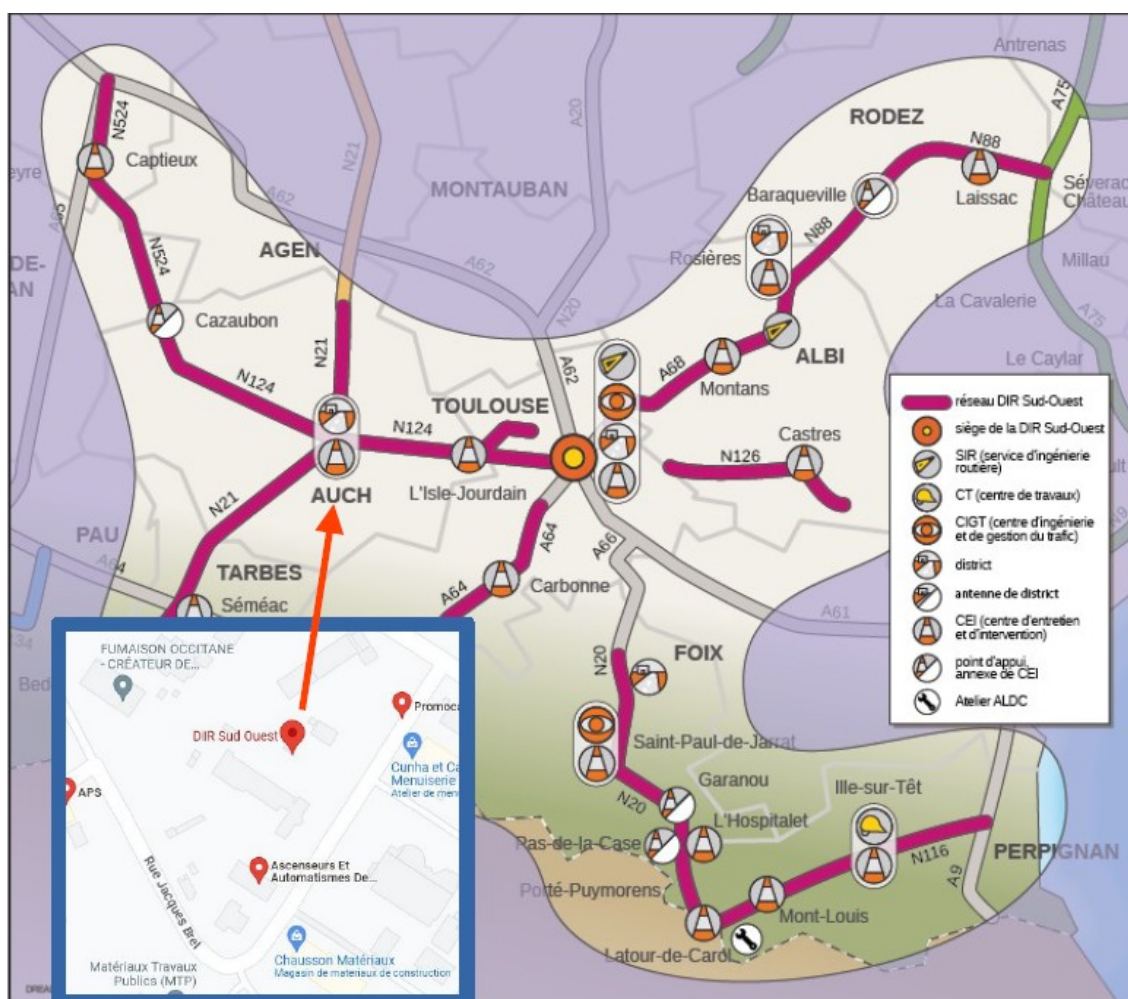 Antrenas
A75
N524
A20
RODEZ
N88
Captieux
N21
MONTAUBAN
Baraqueville
Laissac
Séverac
Château
A62
N88
AGEN
Rosières
Millau
N524
A62
La Cavalerie
Cazaubon
N20
A75
N21
A62
ALBI
Le Caylar
N124
A68
Montans
TOULOUSE
N124
Castres
N126
L'Isle-Jourdain
AUCH
N21
PAU
A64
A66
A64
TARBES
Carbonne
Séméac
A64
A61
N9
FOIX
N20
Saint-Paul-de-Jarrat
Garanou
Ille-sur-Têt
N20
L'Hospitalet
Pas-de-la-Case
N116
PERPIGNAN
A9
Porté-Puymorens
Mont-Louis
Latour-de-Carol
réseau DIR Sud-Ouest
siège de la DIR Sud-Ouest
SIR (service d'ingénierie
routière)
CT (centre de travaux)
CIGT (centre d'ingénierie
et de gestion du trafic)
district
antenne de district
CEI (centre d'entretien
et d'intervention)
point d'appui,
annexe de CEI
Atelier ALDC
FUMAISON OCCITANE
- CRÉATEUR DE...
DIR Sud Ouest
Promoca
Cunha et Ca
Menuiserie
Atelier de men
APS
Ascenseurs Et
Automatismes De...
Rue Jacques Brel
Chausson Matériaux
Magasin de materiaux de construction
Matériaux Travaux
Publics (MTP)
DREAL